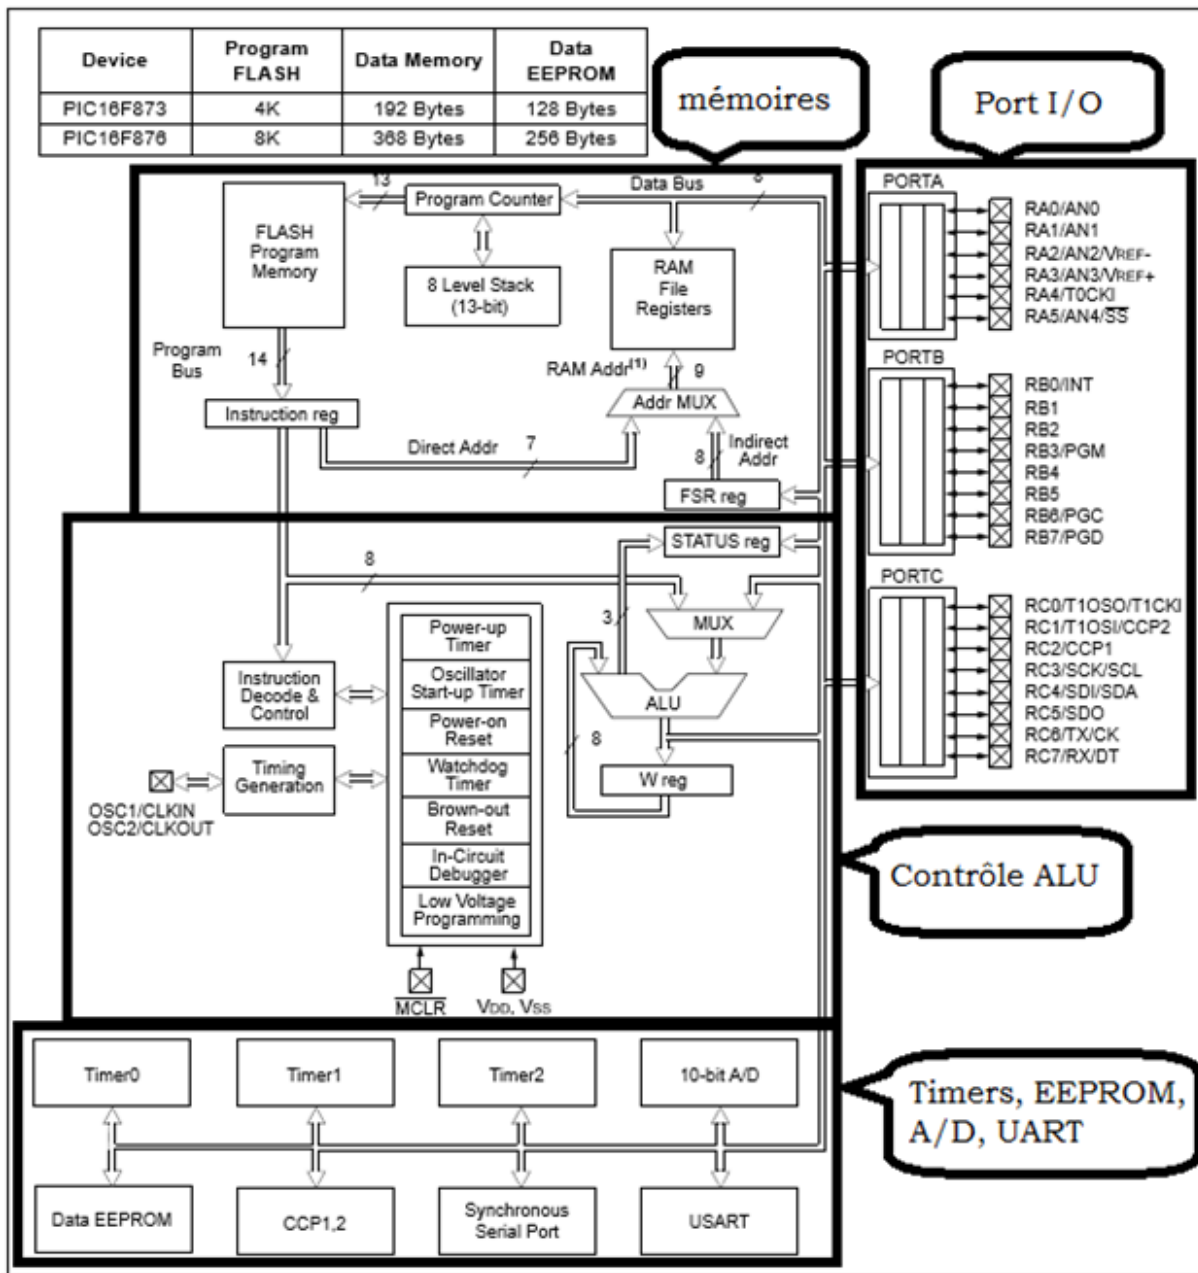 Device Program FLASH Data Memory Data EEPROM
PIC16F873 4K 192 Bytes 128 Bytes
PIC16F876 8K 368 Bytes 256 Bytes
mémoires
Port I/O
13
Program Counter
Data Bus
8
FLASH
Program
Memory
8 Level Stack
(13-bit)
RAM
File
Registers
Program
Bus
14
RAM Addr(1)
9
Instruction reg
Addr MUX
Direct Addr
7
8
Indirect
Addr
FSR reg
STATUS reg
8
3
MUX
Power-up
Timer
Oscillator
Start-up Timer
Power-on
Reset
Watchdog
Timer
Brown-out
Reset
In-Circuit
Debugger
Low Voltage
Programming
Instruction
Decode &
Control
ALU
8
Timing
Generation
W reg
OSC1/CLKIN
OSC2/CLKOUT
MCLR
VDD, VSS
PORTA
RA0/AN0
RA1/AN1
RA2/AN2/VREF-
RA3/AN3/VREF+
RA4/T0CKI
RA5/AN4/SS
PORTB
RB0/INT
RB1
RB2
RB3/PGM
RB4
RB5
RB6/PGC
RB7/PGD
PORTC
RC0/T1OSO/T1CKI
RC1/T1OSI/CCP2
RC2/CCP1
RC3/SCK/SCL
RC4/SDI/SDA
RC5/SDO
RC6/TX/CK
RC7/RX/DT
Contrôle ALU
Timer0
Timer1
Timer2
10-bit A/D
Timers, EEPROM,
A/D, UART
Data EEPROM
CCP1,2
Synchronous
Serial Port
USART